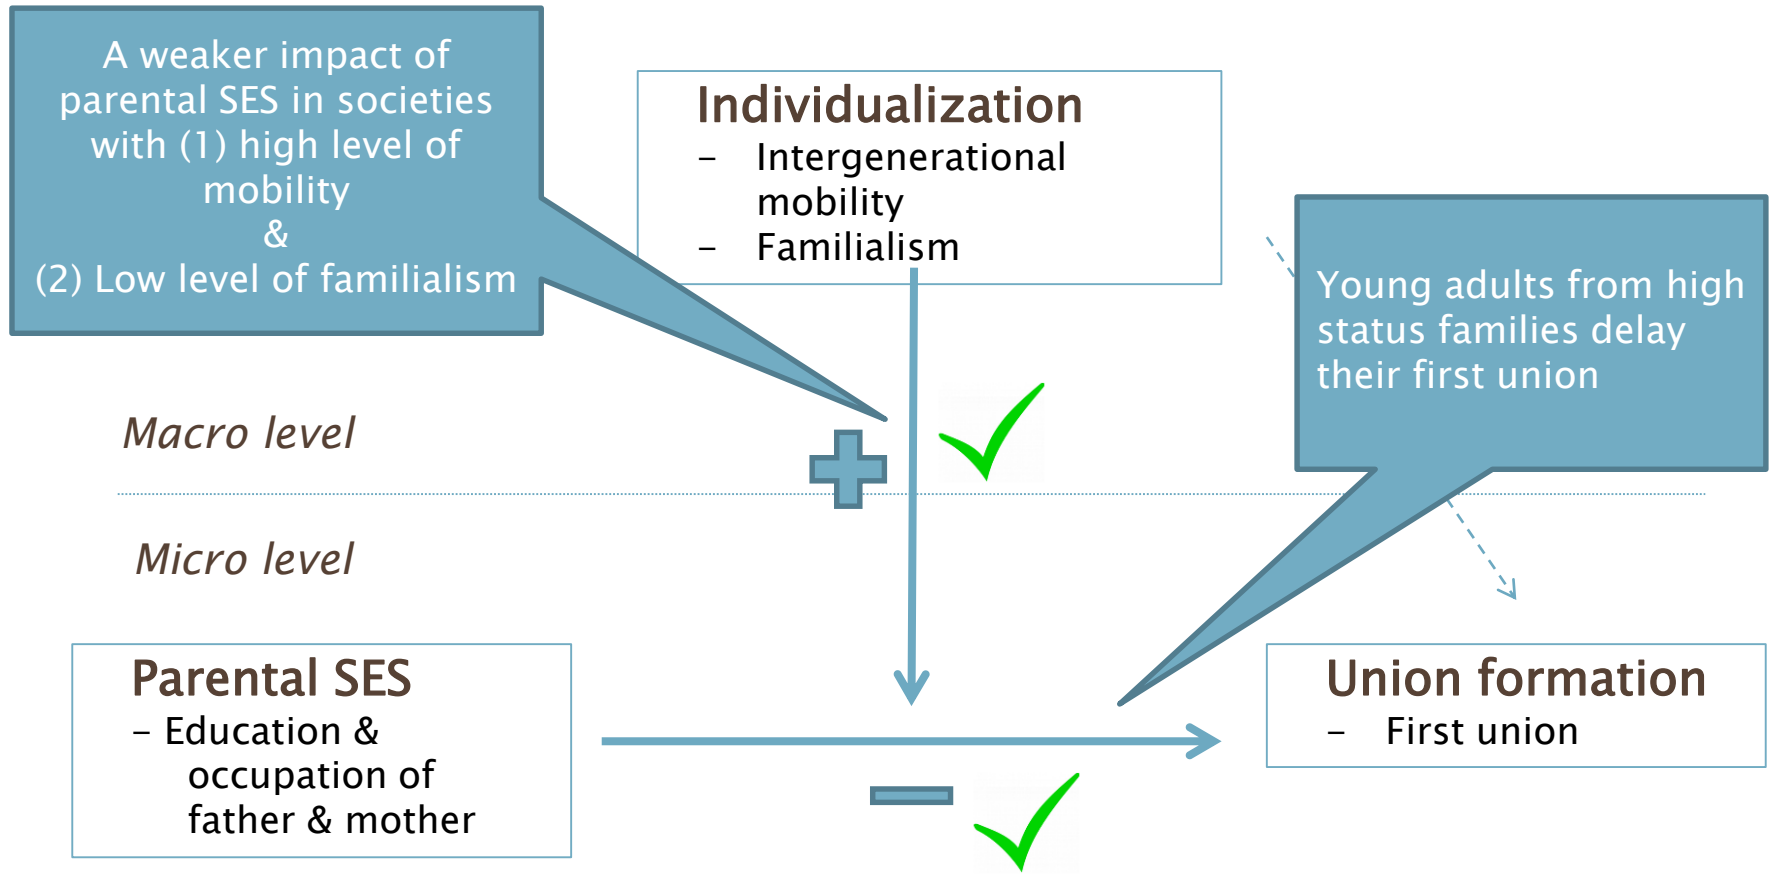 A weaker impact of
parental SES in societies
with (1) high level of
mobility
&
(2) Low level of familialism
Individualization
- Intergenerational
mobility
- Familialism
Young adults from high
status families delay
their first union
Macro level
Micro level
Parental SES
- Education &
occupation of
father & mother
Union formation
- First union